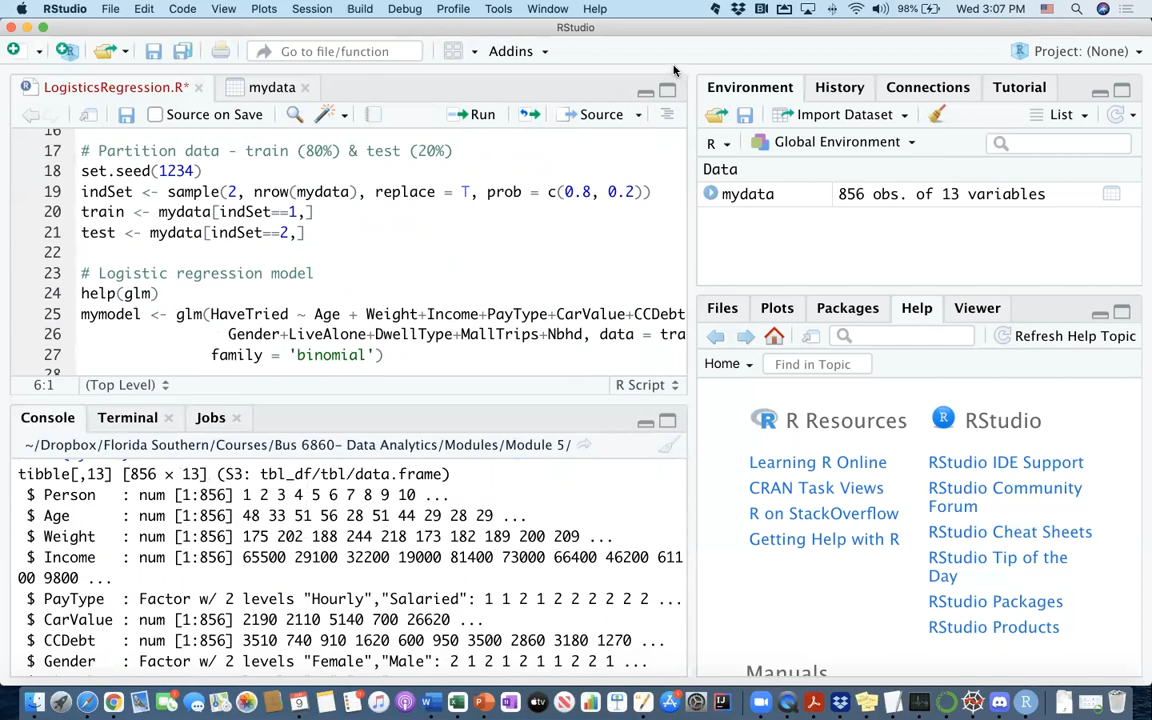 RStudio File Edit Code View Plots Session Build Debug Profile Tools Window Help 98% Wed 3:07 PM
RStudio
Go to file/function Addins Project: (None)
LogisticsRegression.R* mydata
Source on Save Run Source
16
17 # Partition data - train (80%) & test (20%)
18 set.seed(1234)
19 indSet <- sample(2, nrow(mydata), replace = T, prob = c(0.8, 0.2))
20 train <- mydata[indSet==1,]
21 test <- mydata[indSet==2,]
22
23 # Logistic regression model
24 help(glm)
25 mymodel <- glm(HaveTried ~ Age + Weight+Income+PayType+CarValue+CCDebt
26 Gender+LiveAlone+DwellType+MallTrips+Nbhd, data = tra
27 family = 'binomial')
28
6:1 (Top Level) R Script
Console Terminal Jobs
~/Dropbox/Florida Southern/Courses/Bus 6860- Data Analytics/Modules/Module 5/
tibble[,13] [856 × 13] (S3: tbl_df/tbl/data.frame)
$ Person : num [1:856] 1 2 3 4 5 6 7 8 9 10 ...
$ Age : num [1:856] 48 33 51 56 28 51 44 29 28 29 ...
$ Weight : num [1:856] 175 202 188 244 218 173 182 189 200 209 ...
$ Income : num [1:856] 65500 29100 32200 19000 81400 73000 66400 46200 611
00 9800 ...
$ PayType : Factor w/ 2 levels "Hourly","Salaried": 1 1 2 1 2 2 2 2 2 2 ...
$ CarValue : num [1:856] 2190 2110 5140 700 26620 ...
$ CCDebt : num [1:856] 3510 740 910 1620 600 950 3500 2860 3180 1270 ...
$ Gender : Factor w/ 2 levels "Female","Male": 2 1 2 1 2 1 1 2 2 1 ...
Environment History Connections Tutorial
Import Dataset List
R Global Environment
Data
mydata 856 obs. of 13 variables
Files Plots Packages Help Viewer
Refresh Help Topic
Home Find in Topic
R Resources
Learning R Online
CRAN Task Views
R on StackOverflow
Getting Help with R
RStudio
RStudio IDE Support
RStudio Community
Forum
RStudio Cheat Sheets
RStudio Tip of the
Day
RStudio Packages
RStudio Products
Manuals